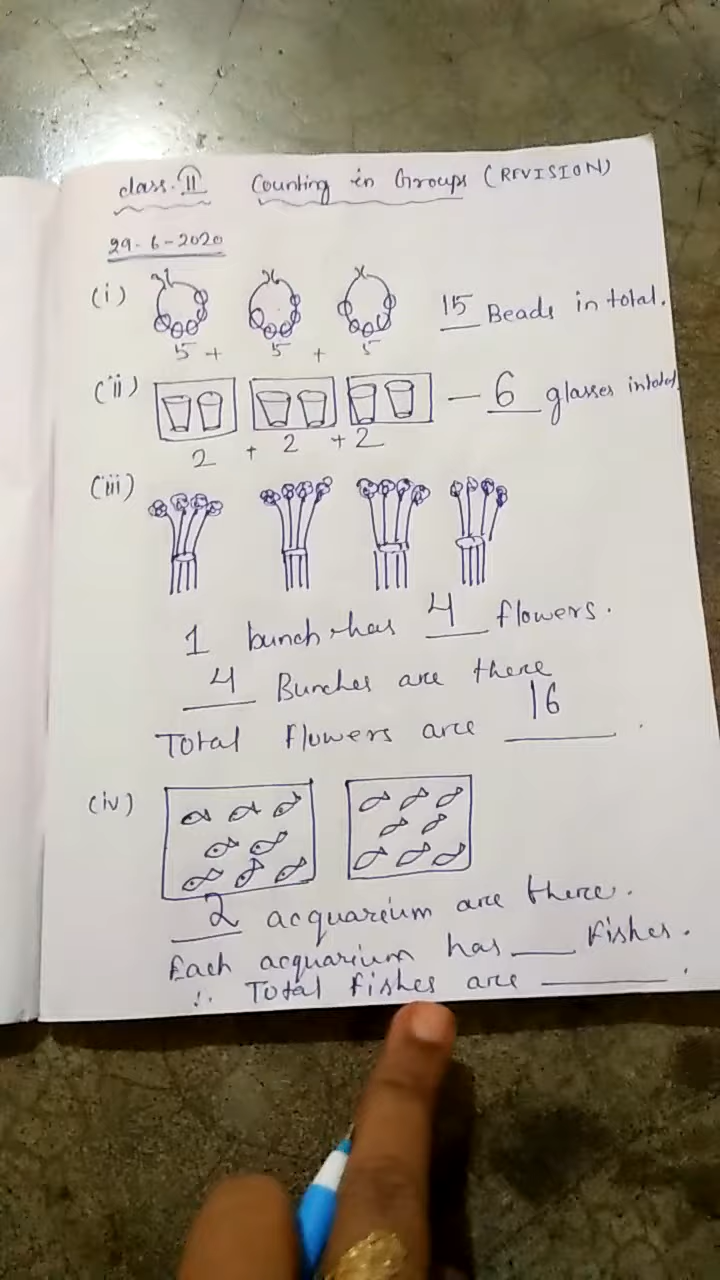 class. II Counting in Groups (REVISION)
29-6-2020
(i) 15 Beads in total.
5 + 5 + 5
(ii) — 6 glasses in total.
2 + 2 + 2
(iii)
1 bunch has 4 flowers.
4 Bunches are there
Total flowers are 16.
(iv)
2 acquareium are there.
Each acquarium has ___ fishes.
∴ Total fishes are ______.